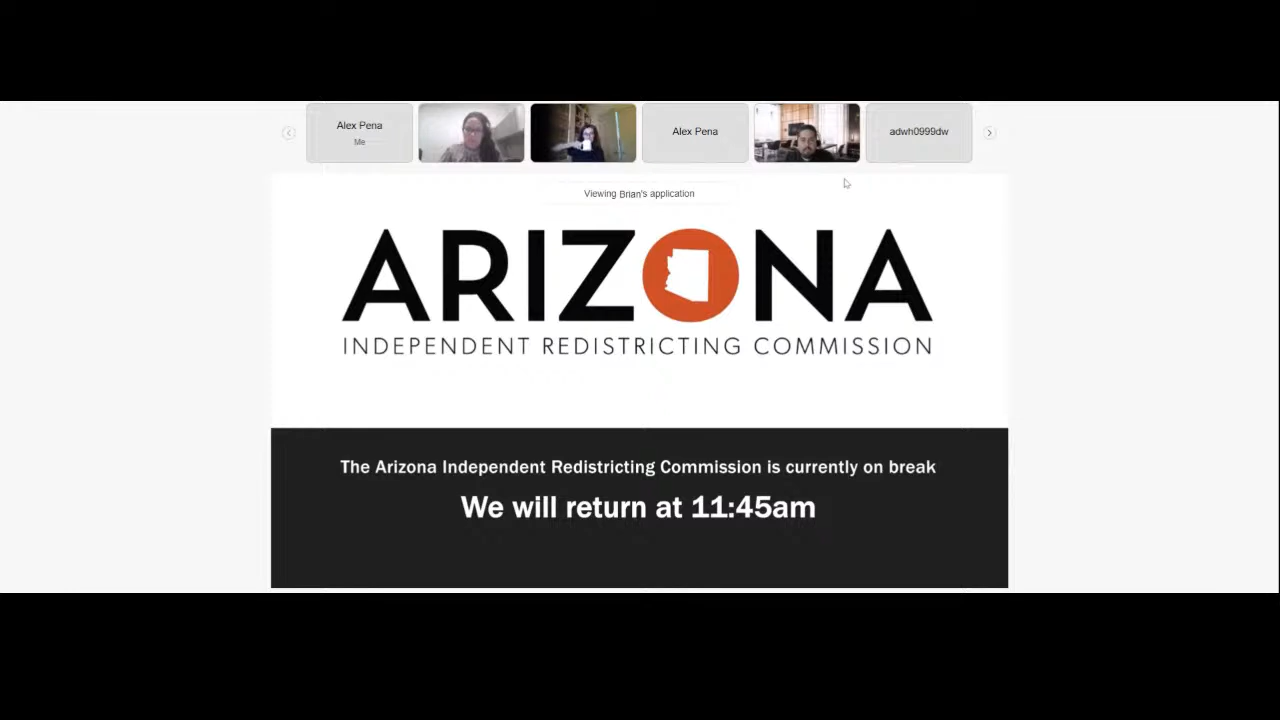 Alex Pena
Me
Alex Pena
adwh0999dw
Viewing Brian's application
ARIZONA
INDEPENDENT REDISTRICTING COMMISSION
The Arizona Independent Redistricting Commission is currently on break
We will return at 11:45am